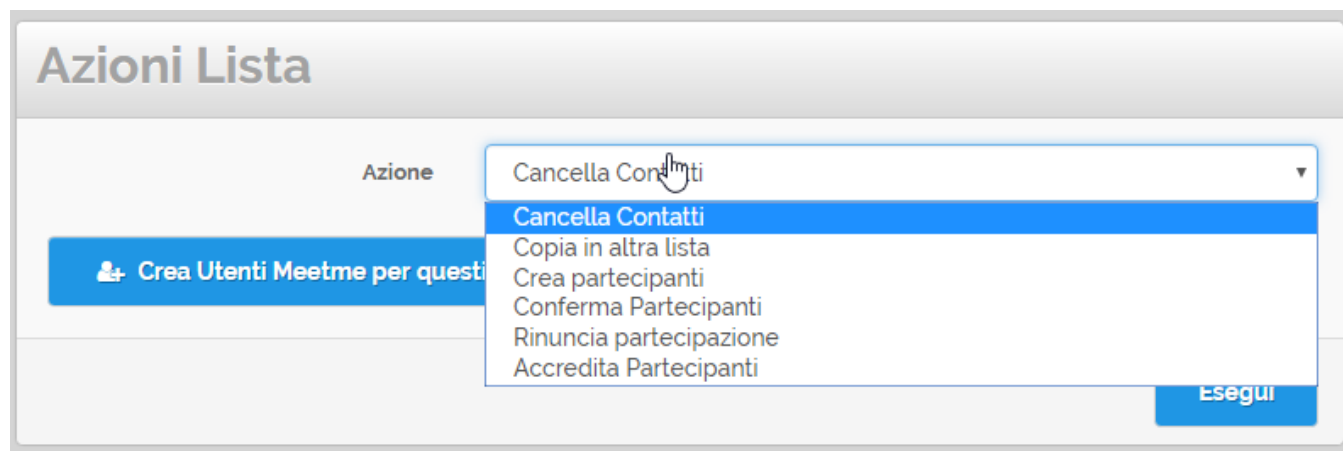 Azioni Lista
Azione
Cancella Contatti
Cancella Contatti
Copia in altra lista
Crea partecipanti
Crea Utenti Meetme per questi
Conferma Partecipanti
Rinuncia partecipazione
Accredita Partecipanti
Esegui